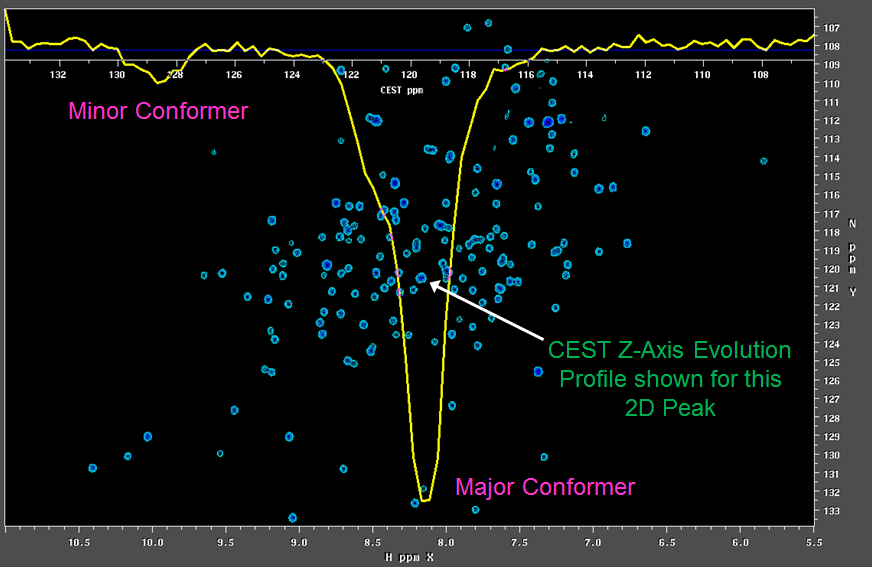 107
108
109
132 130 128 126 124 122 120 118 116 114 112 110 108
CEST ppm
110
Minor Conformer
111
112
113
114
115
116
117
N ppm Y
118
119
120
121
122
123
124
CEST Z-Axis Evolution
Profile shown for this
2D Peak
125
126
127
128
129
130
131
Major Conformer
132
133
10.5 10.0 9.5 9.0 8.5 8.0 7.5 7.0 6.5 6.0 5.5
H ppm X